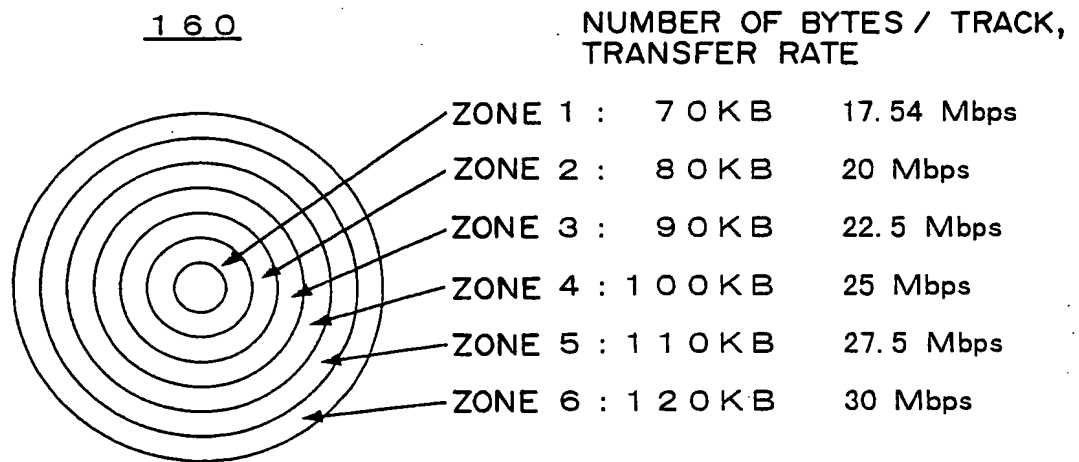 160
NUMBER OF BYTES / TRACK,
TRANSFER RATE
ZONE 1 : 70KB 17.54 Mbps
ZONE 2 : 80KB 20 Mbps
ZONE 3 : 90KB 22.5 Mbps
ZONE 4 : 100KB 25 Mbps
ZONE 5 : 110KB 27.5 Mbps
ZONE 6 : 120KB 30 Mbps